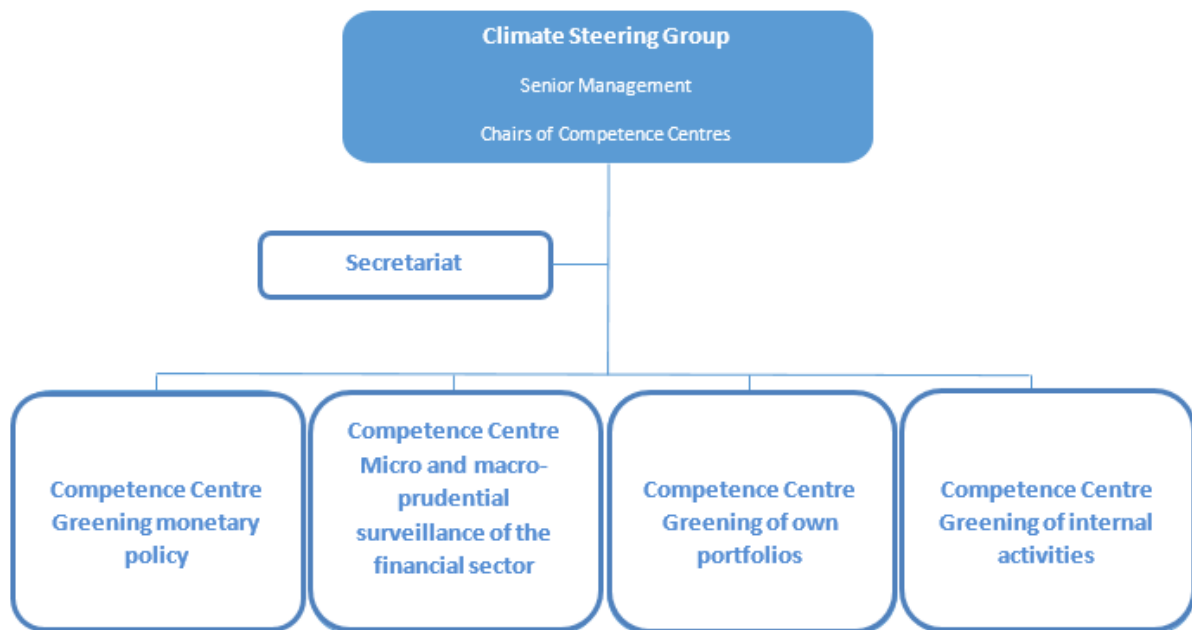 Climate Steering Group
Senior Management
Chairs of Competence Centres
Secretariat
Competence Centre
Greening monetary
policy
Competence Centre
Micro and macro-
prudential
surveillance of the
financial sector
Competence Centre
Greening of own
portfolios
Competence Centre
Greening of internal
activities